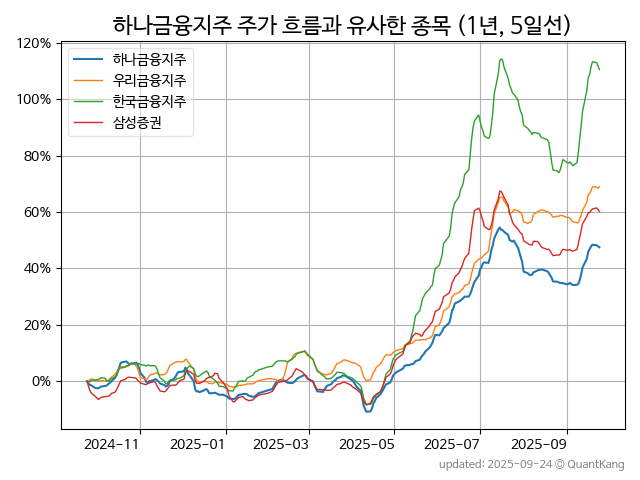 하나금융지주 주가 흐름과 유사한 종목 (1년, 5일선)
120%
100%
80%
60%
40%
20%
0%
하나금융지주
우리금융지주
한국금융지주
삼성증권
2024-11
2025-01
2025-03
2025-05
2025-07
2025-09
updated: 2025-09-24 © QuantKang